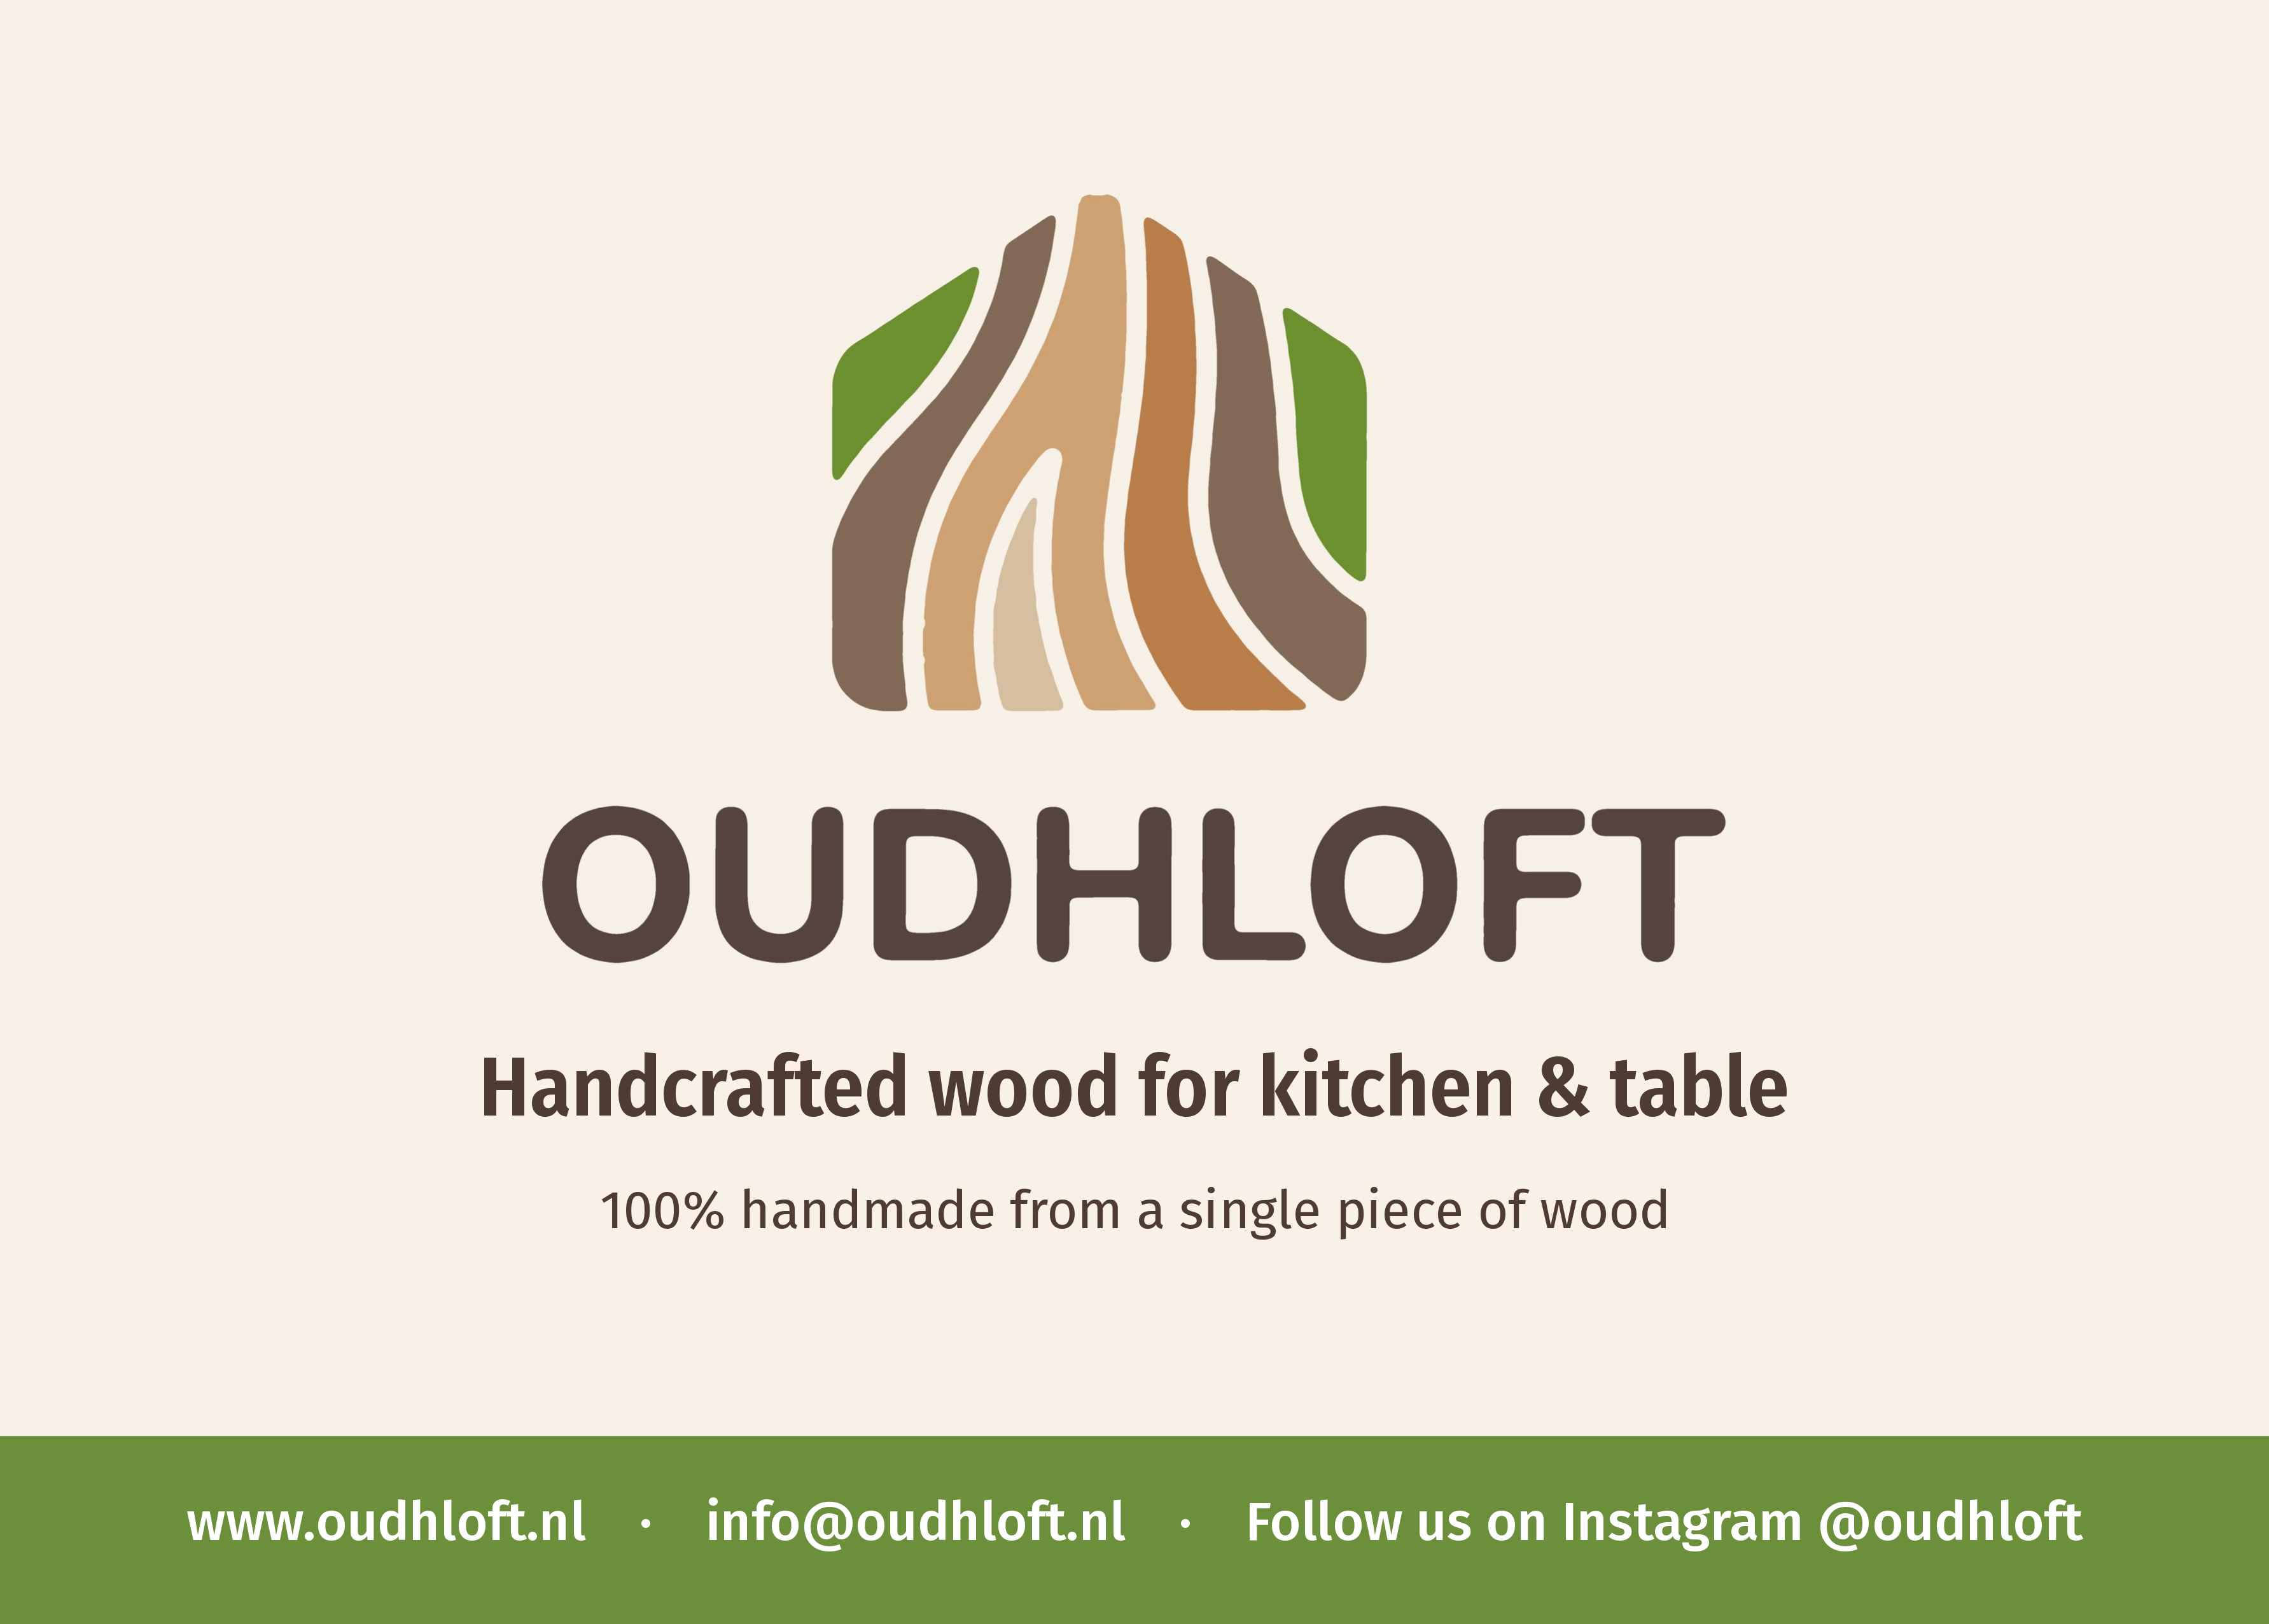 OUDHLOFT
Handcrafted wood for kitchen & table
100% handmade from a single piece of wood
www.oudhloft.nl · info@oudhloft.nl · Follow us on Instagram @oudhloft